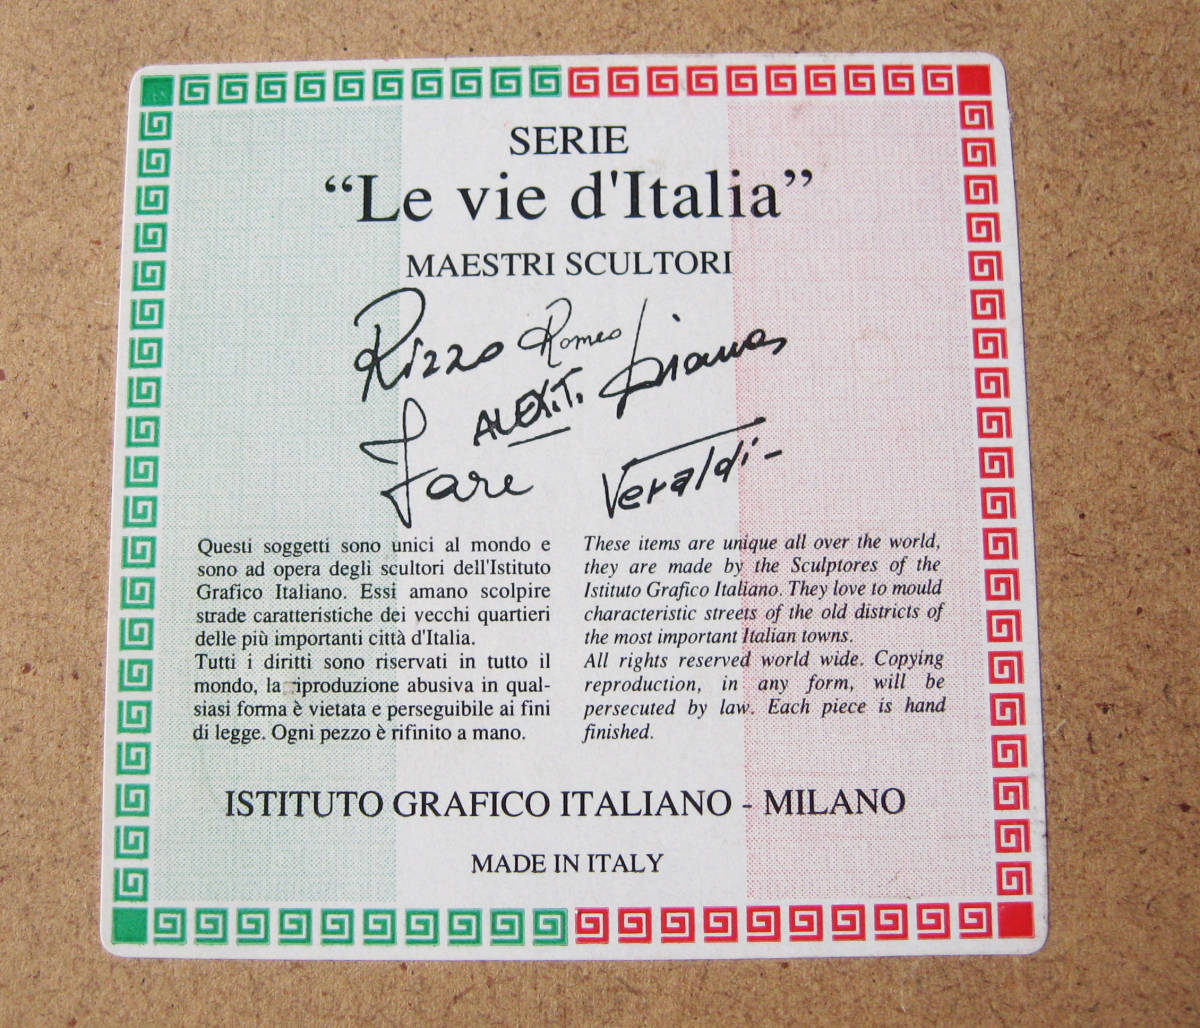 SERIE
“Le vie d'Italia”
MAESTRI SCULTORI
Rizzo Romeo
ALEX.T.
Veraldi
Questi soggetti sono unici al mondo e
sono ad opera degli scultori dell'Istituto
Grafico Italiano. Essi amano scolpire
strade caratteristiche dei vecchi quartieri
delle più importanti città d'Italia.
Tutti i diritti sono riservati in tutto il
mondo, la riproduzione abusiva in qual-
siasi forma è vietata e perseguibile ai fini
di legge. Ogni pezzo è rifinito a mano.
These items are unique all over the world,
they are made by the Sculptores of the
Istituto Grafico Italiano. They love to mould
characteristic streets of the old districts of
the most important Italian towns.
All rights reserved world wide. Copying
reproduction, in any form, will be
persecuted by law. Each piece is hand
finished.
ISTITUTO GRAFICO ITALIANO - MILANO
MADE IN ITALY